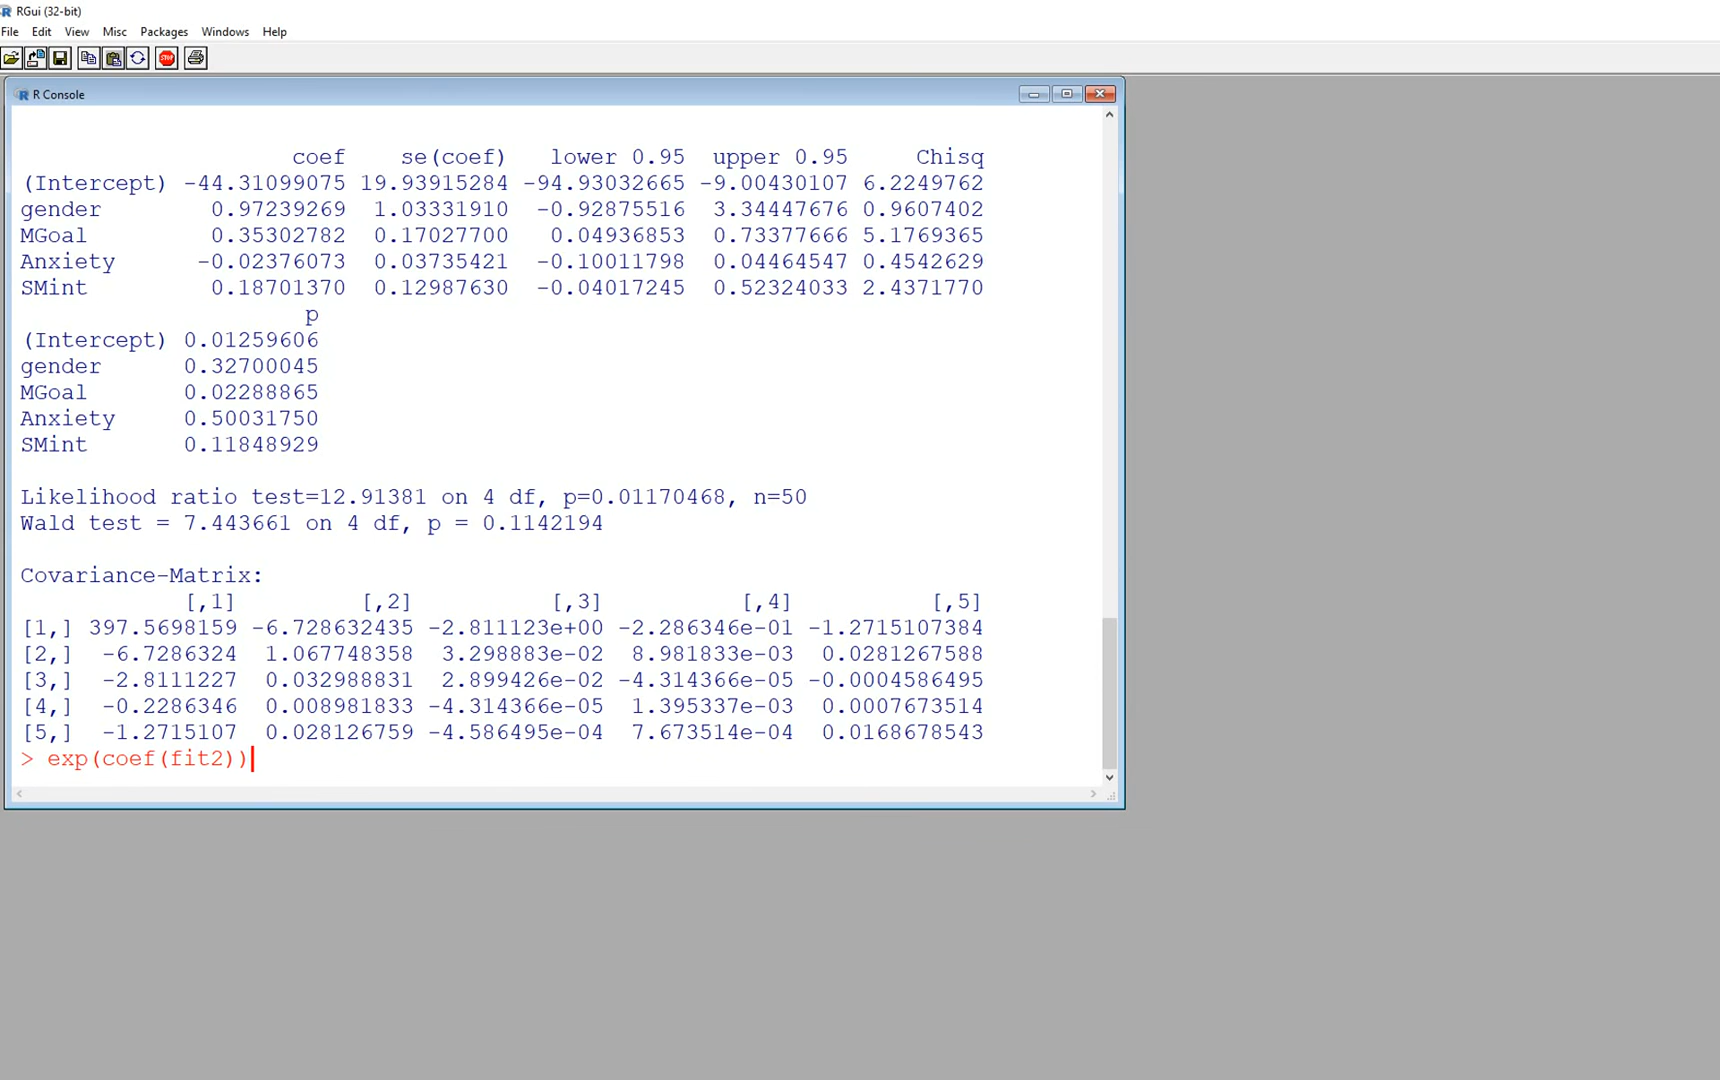 RGui (32-bit)
File Edit View Misc Packages Windows Help
STOP
R Console
coef se(coef) lower 0.95 upper 0.95 Chisq
(Intercept) -44.31099075 19.93915284 -94.93032665 -9.00430107 6.2249762
gender 0.97239269 1.03331910 -0.92875516 3.34447676 0.9607402
MGoal 0.35302782 0.17027700 0.04936853 0.73377666 5.1769365
Anxiety -0.02376073 0.03735421 -0.10011798 0.04464547 0.4542629
SMint 0.18701370 0.12987630 -0.04017245 0.52324033 2.4371770
p
(Intercept) 0.01259606
gender 0.32700045
MGoal 0.02288865
Anxiety 0.50031750
SMint 0.11848929
Likelihood ratio test=12.91381 on 4 df, p=0.01170468, n=50
Wald test = 7.443661 on 4 df, p = 0.1142194
Covariance-Matrix:
[,1] [,2] [,3] [,4] [,5]
[1,] 397.5698159 -6.728632435 -2.811123e+00 -2.286346e-01 -1.2715107384
[2,] -6.7286324 1.067748358 3.298883e-02 8.981833e-03 0.0281267588
[3,] -2.8111227 0.032988831 2.899426e-02 -4.314366e-05 -0.0004586495
[4,] -0.2286346 0.008981833 -4.314366e-05 1.395337e-03 0.0007673514
[5,] -1.2715107 0.028126759 -4.586495e-04 7.673514e-04 0.0168678543
> exp(coef(fit2))